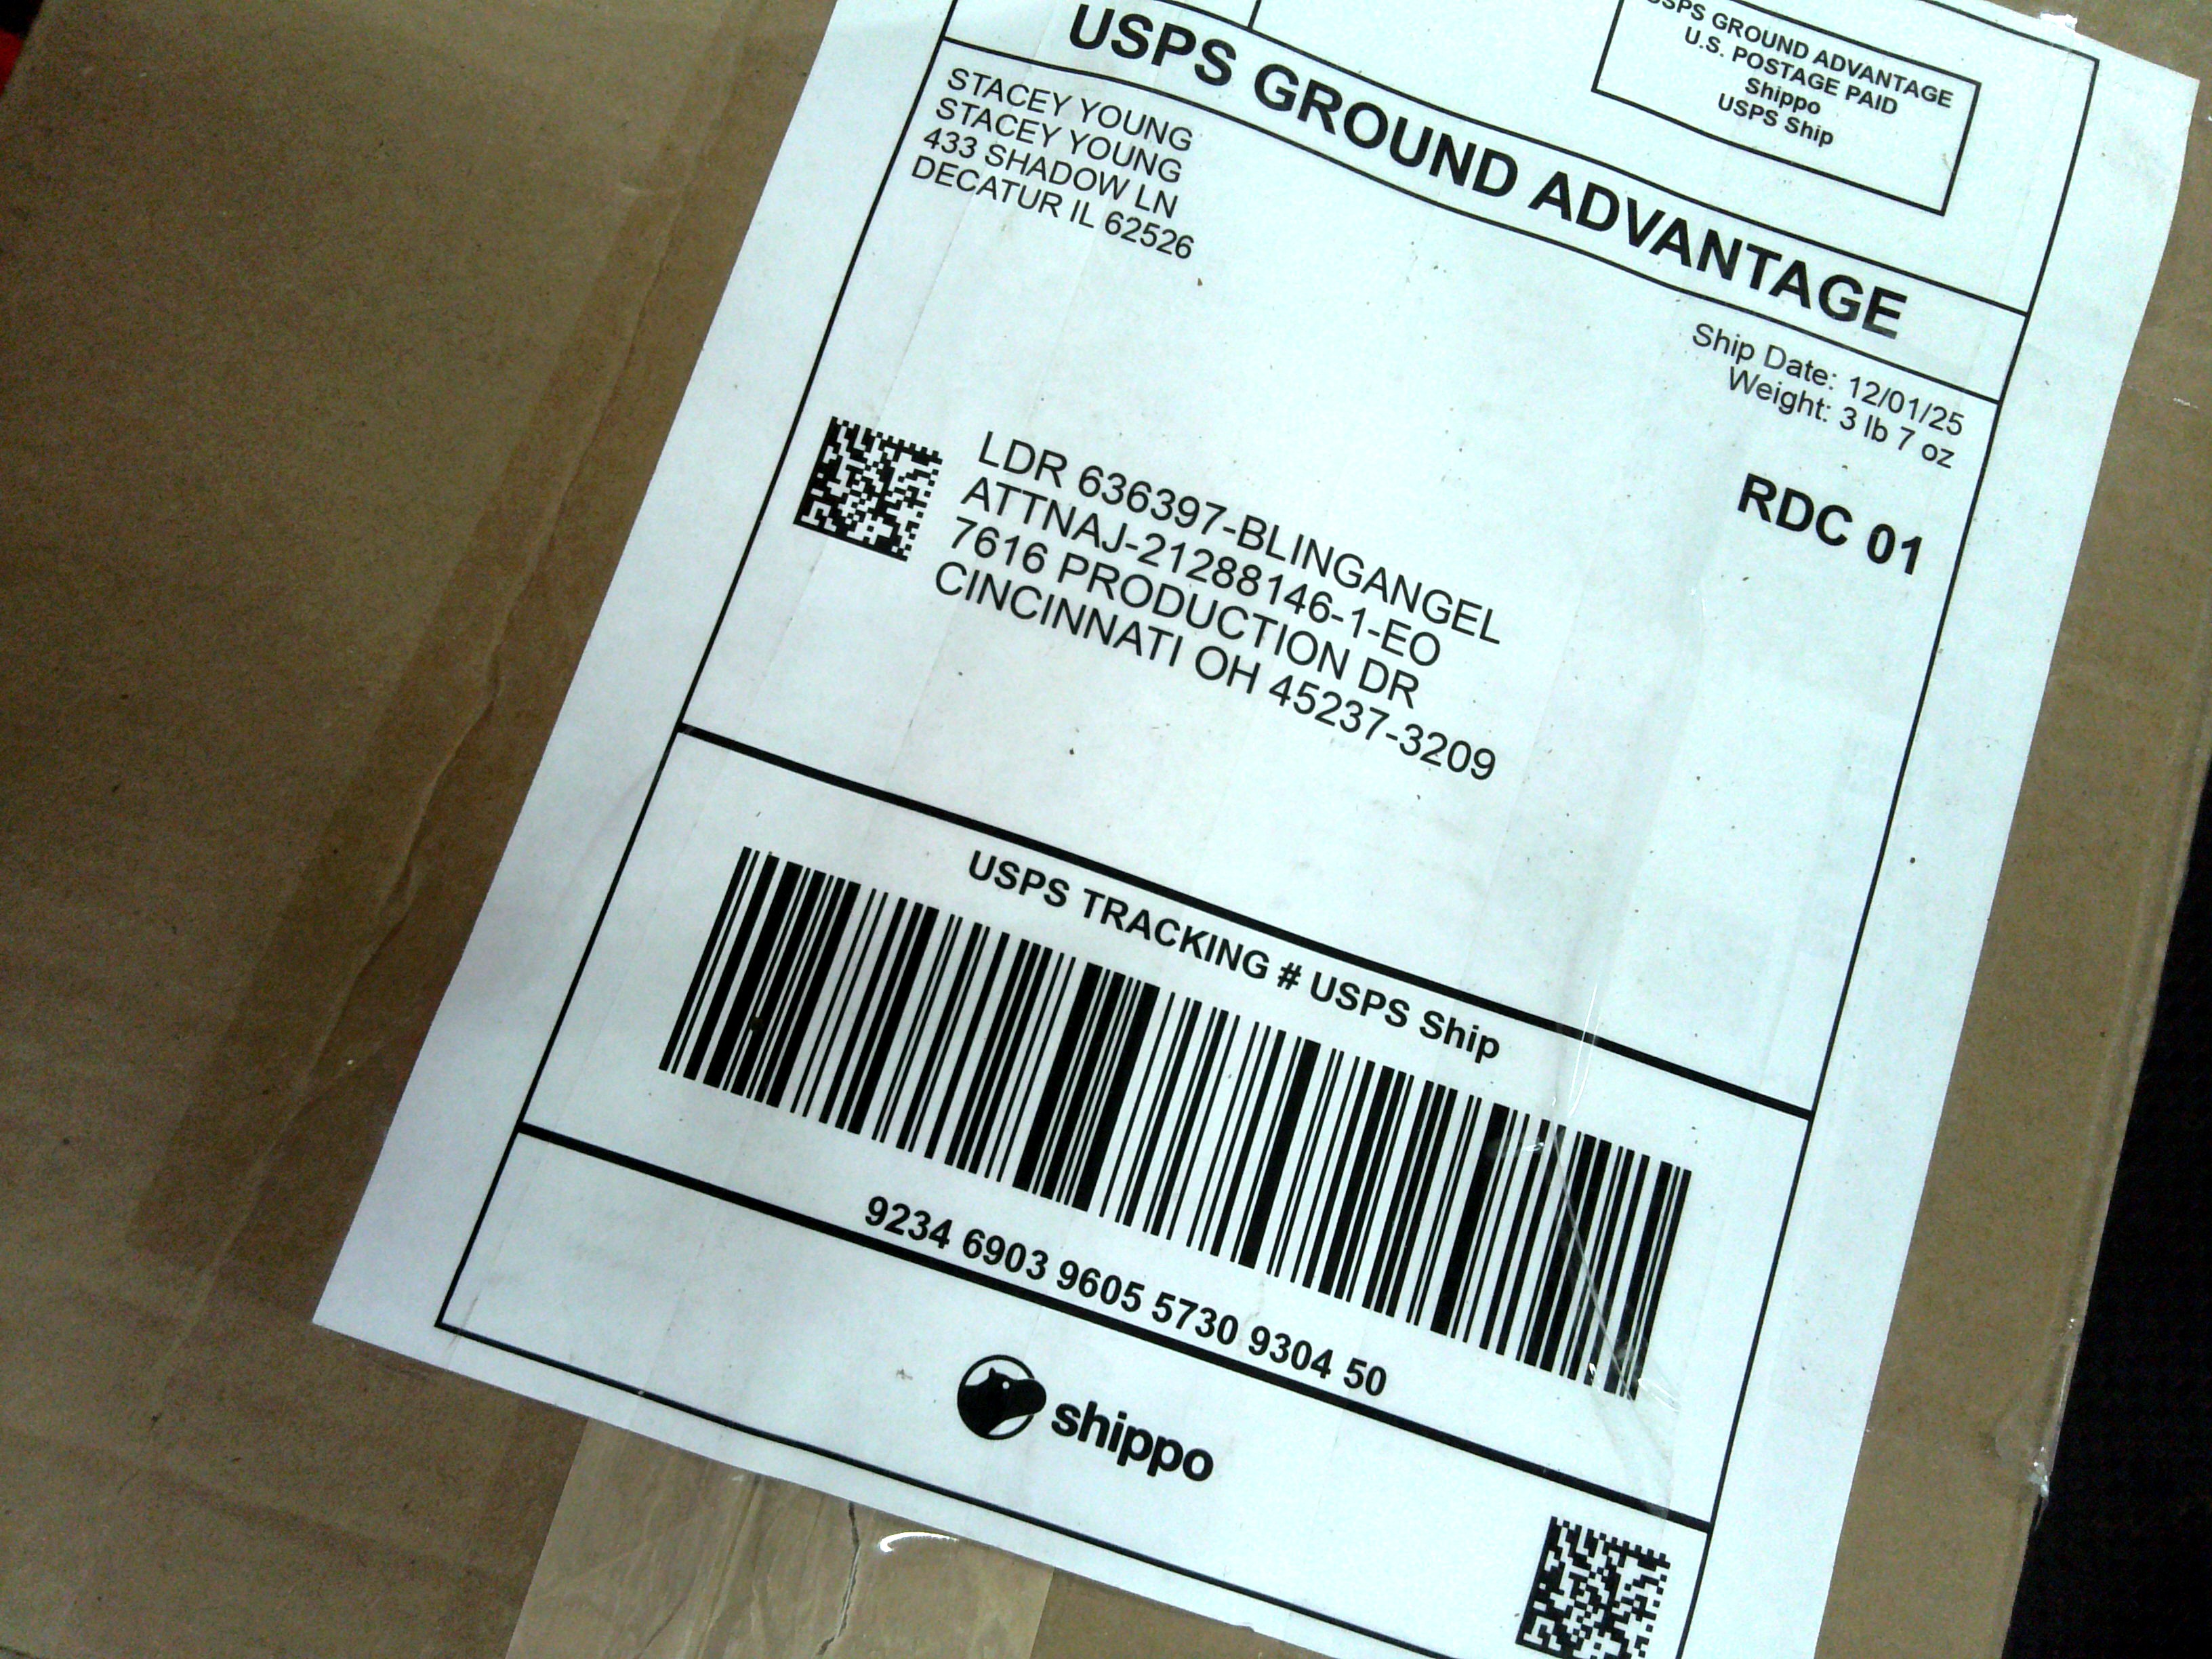 USPS GROUND ADVANTAGE
U.S. POSTAGE PAID
Shippo
USPS Ship
USPS GROUND ADVANTAGE
STACEY YOUNG
STACEY YOUNG
433 SHADOW LN
DECATUR IL 62526
Ship Date: 12/01/25
Weight: 3 lb 7 oz
RDC 01
LDR 636397-BLINGANGEL
ATTNAJ-21288146-1-EO
7616 PRODUCTION DR
CINCINNATI OH 45237-3209
USPS TRACKING # USPS Ship
9234 6903 9605 5730 9304 50
shippo